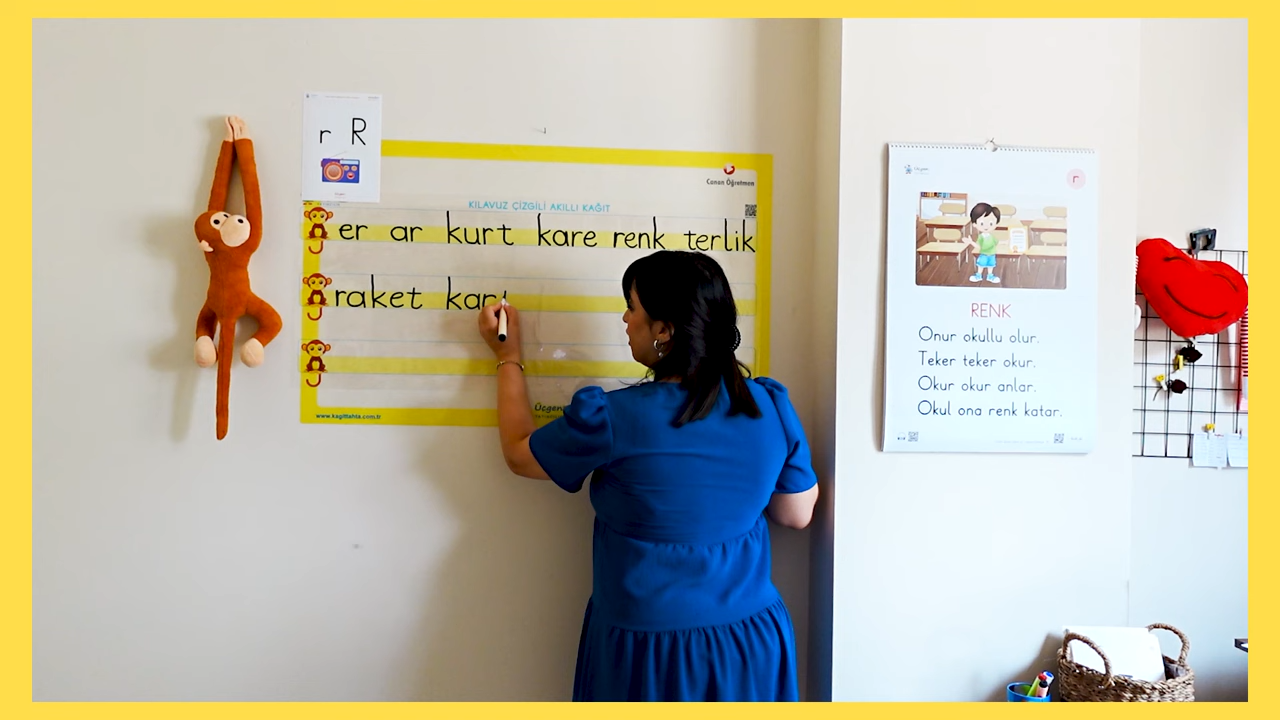 r R
Canan Öğretmen
KILAVUZ ÇİZGİLİ AKILLI KAĞIT
er ar kurt kare renk terlik
raket kart
www.kagittahta.com.tr
r
RENK
Onur okullu olur.
Teker teker okur.
Okur okur anlar.
Okul ona renk katar.